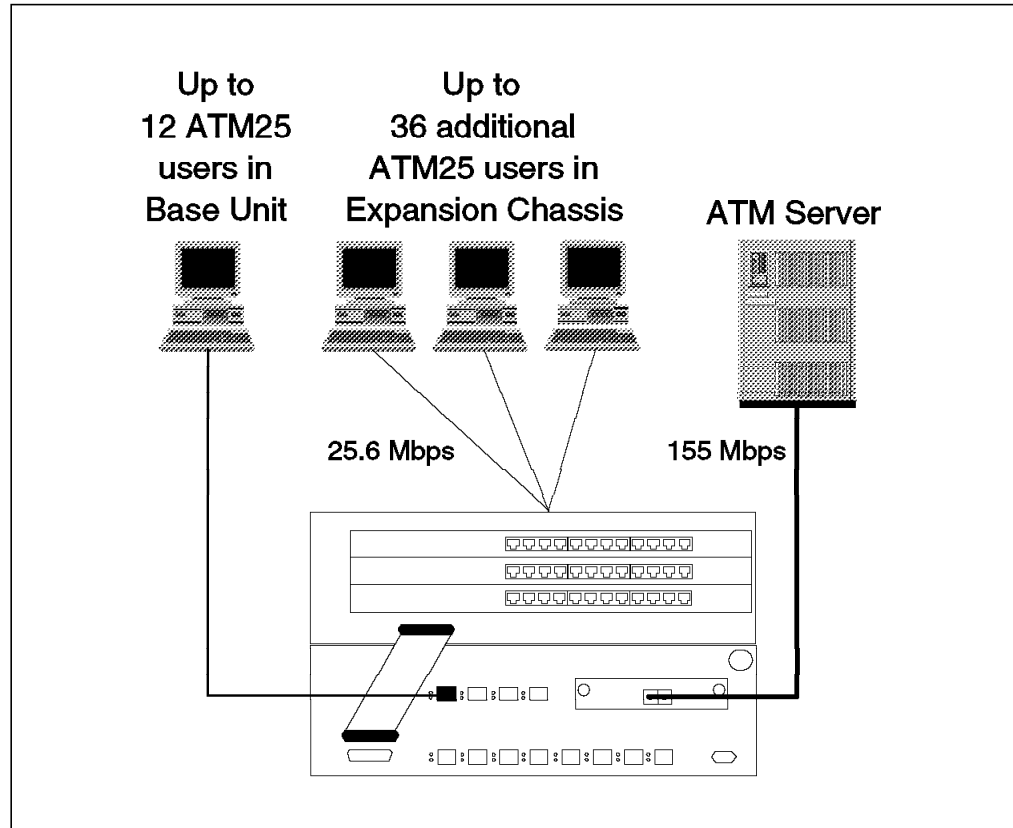 Up to
12 ATM25
users in
Base Unit
Up to
36 additional
ATM25 users in
Expansion Chassis
ATM Server
25.6 Mbps
155 Mbps